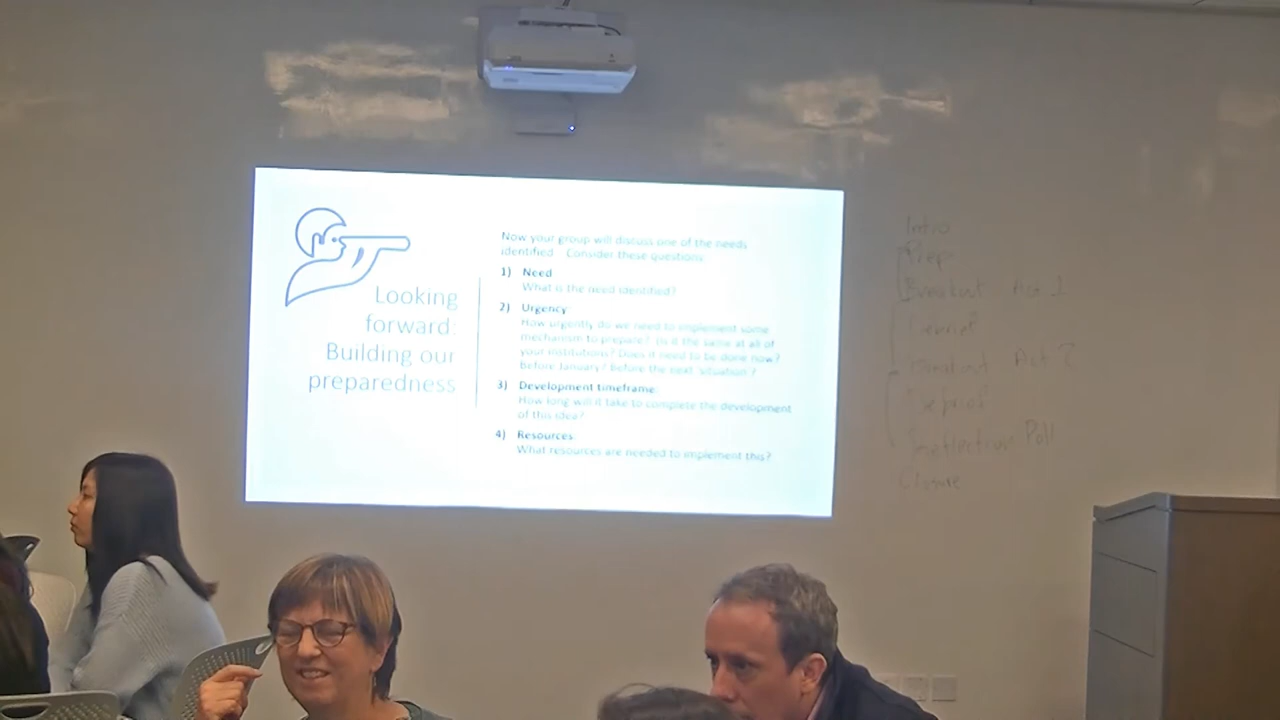 Looking
forward:
Building our
preparedness
Now your group will discuss one of the needs
identified. Consider these questions:
1) Need
What is the need identified?
2) Urgency:
How urgently do we need to implement some
mechanism to prepare? Is it the same at all of
your institutions? Does it need to be done now?
Before January? Before the next "situation"?
3) Development timeframe:
How long will it take to complete the development
of this idea?
4) Resources:
What resources are needed to implement this?
Intro
Prep
Breakout Act 1
Debrief
Breakout Act 2
Debrief
Reflection Poll
Closure